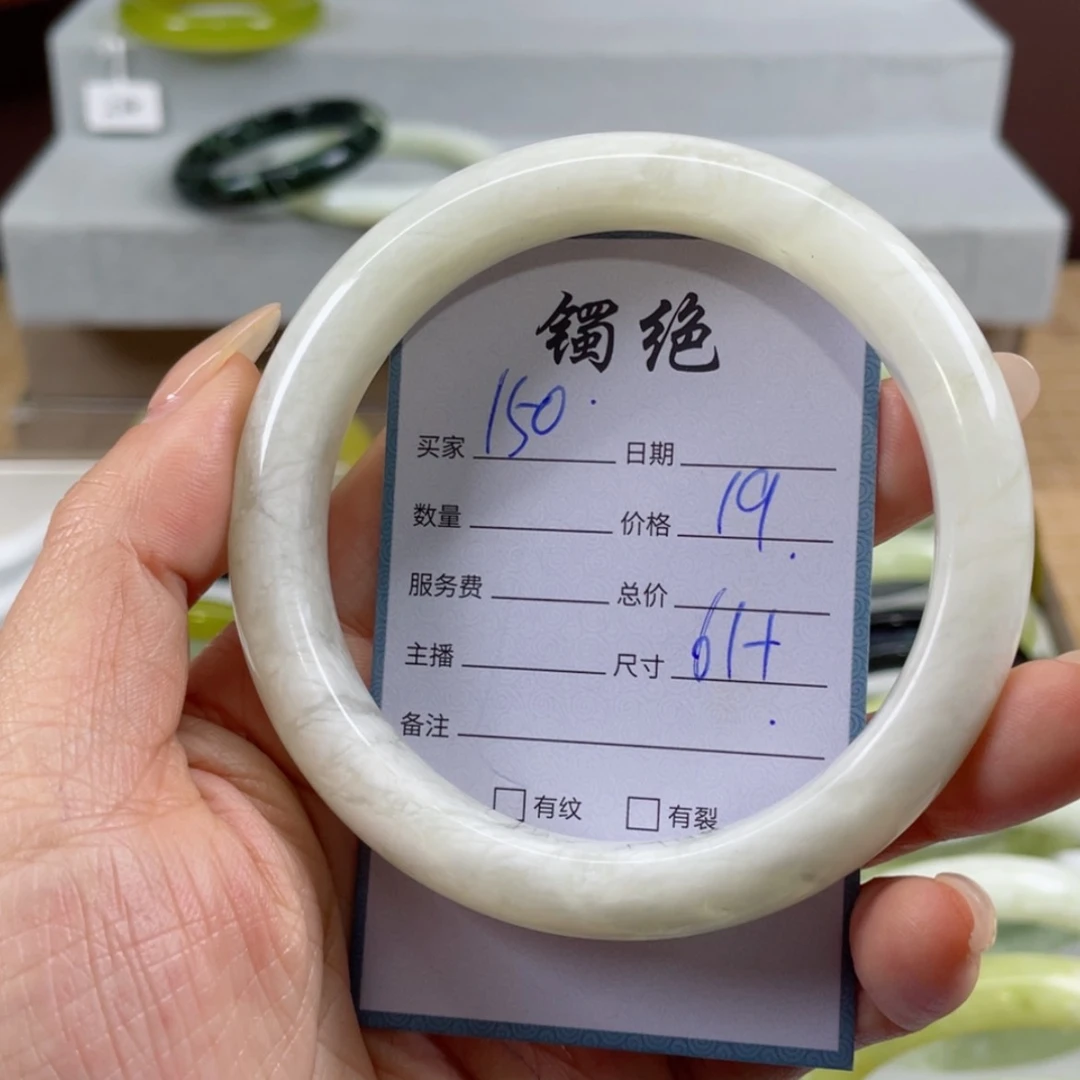 镯绝
买家 150. 日期
数量 价格 19.
服务费 总价
主播 尺寸 61+
备注
有纹 有裂